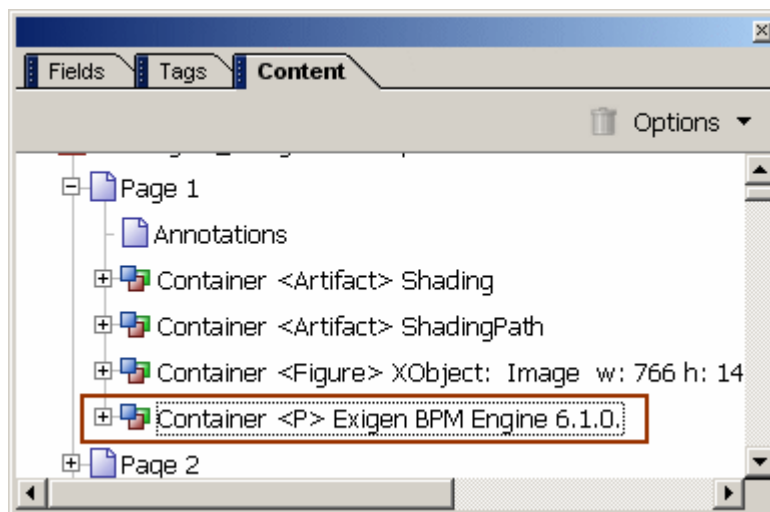 Fields Tags Content
Options
Page 1
Annotations
Container <Artifact> Shading
Container <Artifact> ShadingPath
Container <Figure> XObject: Image w: 766 h: 14
Container <P> Exigen BPM Engine 6.1.0.
Page 2